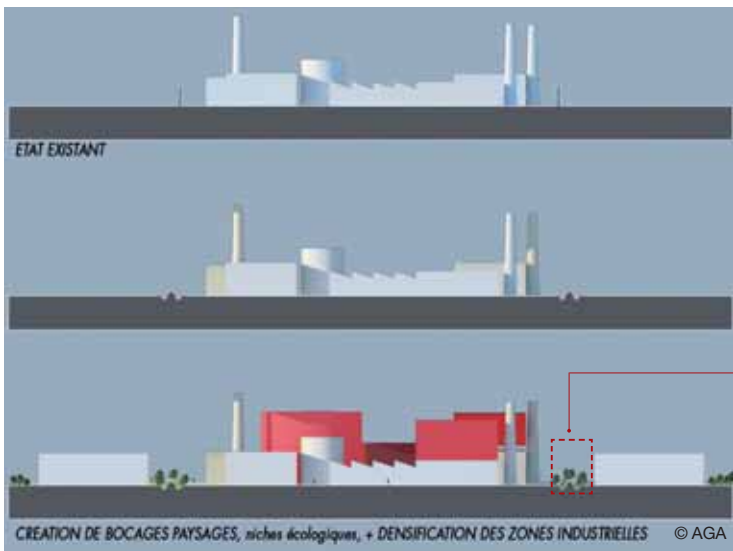 ETAT EXISTANT
CREATION DE BOCAGES PAYSAGES, niches écologiques, + DENSIFICATION DES ZONES INDUSTRIELLES © AGA